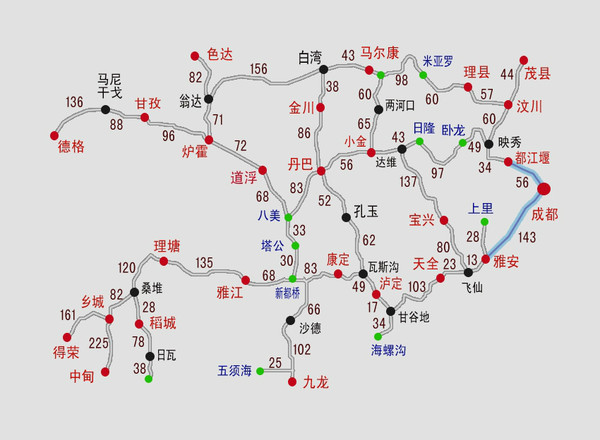 色达
白湾
43
马尔康
米亚罗
茂县
马尼
干戈
82
156
98
理县
44
136
甘孜
翁达
38
60
60
57
汶川
88
金川
两河口
德格
96
71
86
65
60
炉霍
小金
43
日隆
卧龙
映秀
72
56
达维
49
都江堰
道浮
丹巴
97
34
68
83
52
137
56
八美
孔玉
宝兴
上里
成都
33
塔公
62
80
28
143
理塘
30
康定
天全
13
雅安
120
135
68
83
瓦斯沟
23
桑堆
雅江
新都桥
49
泸定
103
飞仙
乡城
82
28
66
17
161
稻城
沙德
34
甘谷地
得荣
225
78
102
海螺沟
中甸
日瓦
五须海
25
38
九龙